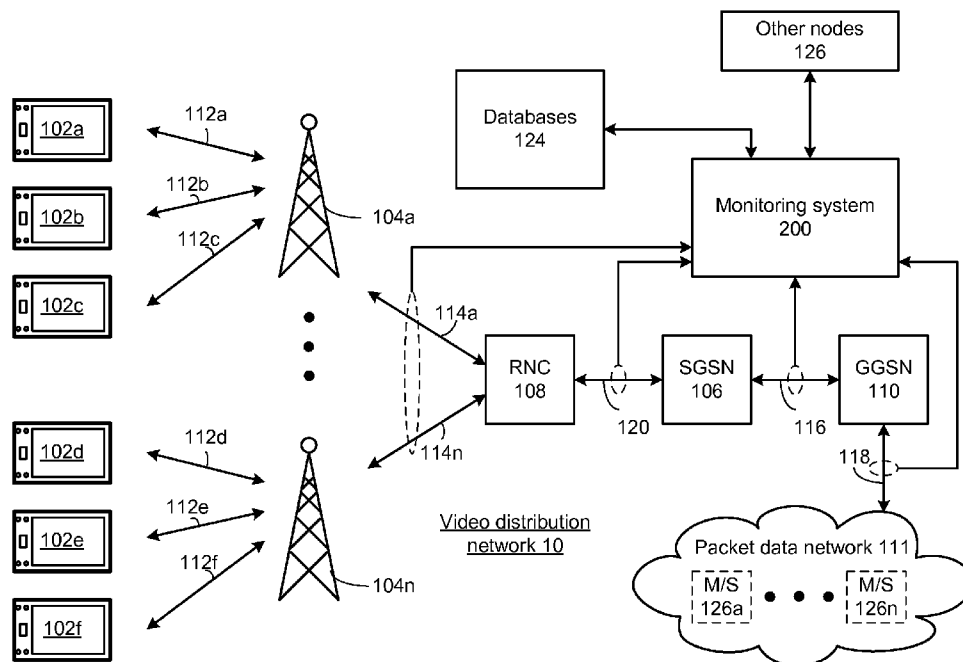 Other nodes
126
Databases
124
Monitoring system
200
102a
112a
102b
112b
102c
112c
104a
114a
RNC
108
SGSN
106
GGSN
110
120
116
114n
118
102d
112d
102e
112e
102f
112f
104n
Video distribution
network 10
Packet data network 111
M/S
126a
M/S
126n